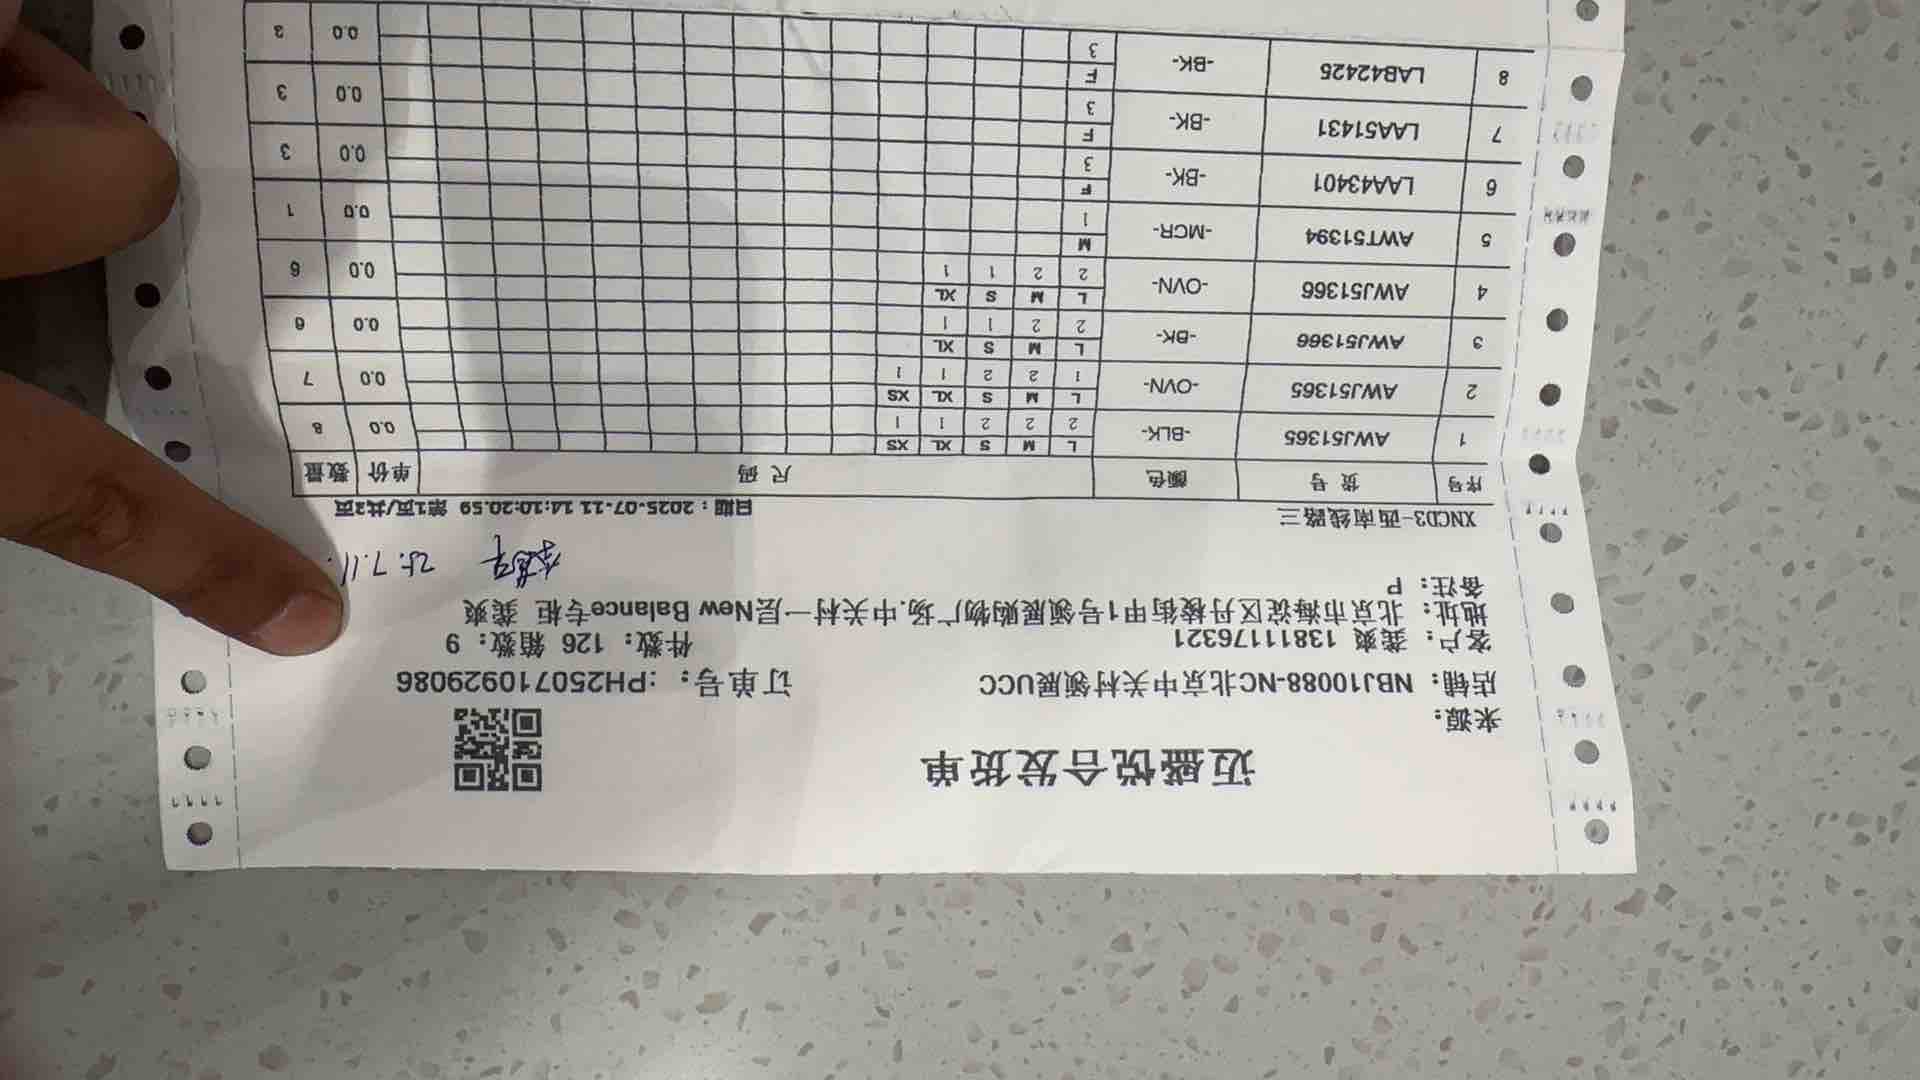 迈盛悦合发货单
来源:
店铺: NBJ10088-NC北京中关村领展UCC 订单号: :PH250710929086
客户: 龚爽 13811176321 件数: 126 箱数: 9
地址: 北京市海淀区丹棱街甲1号领展购物广场.中关村一层New Balance专柜 龚爽
备注: P
25.7.11.
XNCD3-西南线路三 日期:2025-07-11 14:10:20.59 第1页/共3页
序号 货号 颜色 尺码 单价 数量
L M S XL XS
1 AWJ51365 -BLK- 2 2 2 1 1 0.0 8
L M S XL XS
2 AWJ51365 -OVN- 1 2 2 1 1 0.0 7
L M S XL
3 AWJ51366 -BK- 2 2 1 1 0.0 6
L M S XL
4 AWJ51366 -OVN- 2 2 1 1 0.0 6
M
5 AWT51394 -MCR- 1 0.0 1
F
6 LAA43401 -BK- 3 0.0 3
F
7 LAA51431 -BK- 3 0.0 3
F
8 LAB42425 -BK- 3 0.0 3